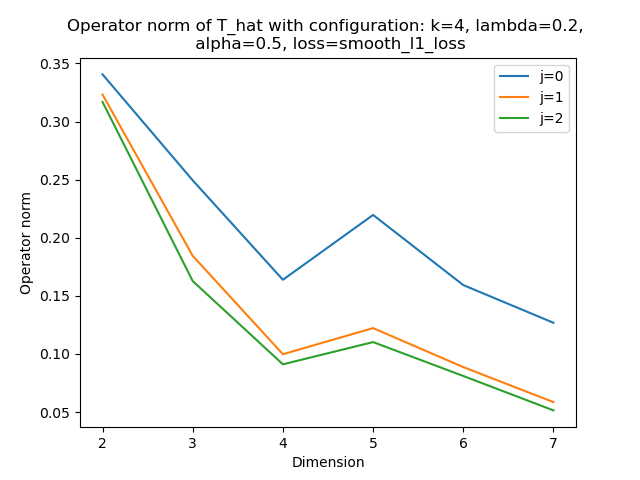 Operator norm of T_hat with configuration: k=4, lambda=0.2,
alpha=0.5, loss=smooth_l1_loss
0.35
0.30
0.25
0.20
0.15
0.10
0.05
Operator norm
j=0
j=1
j=2
2 3 4 5 6 7
Dimension